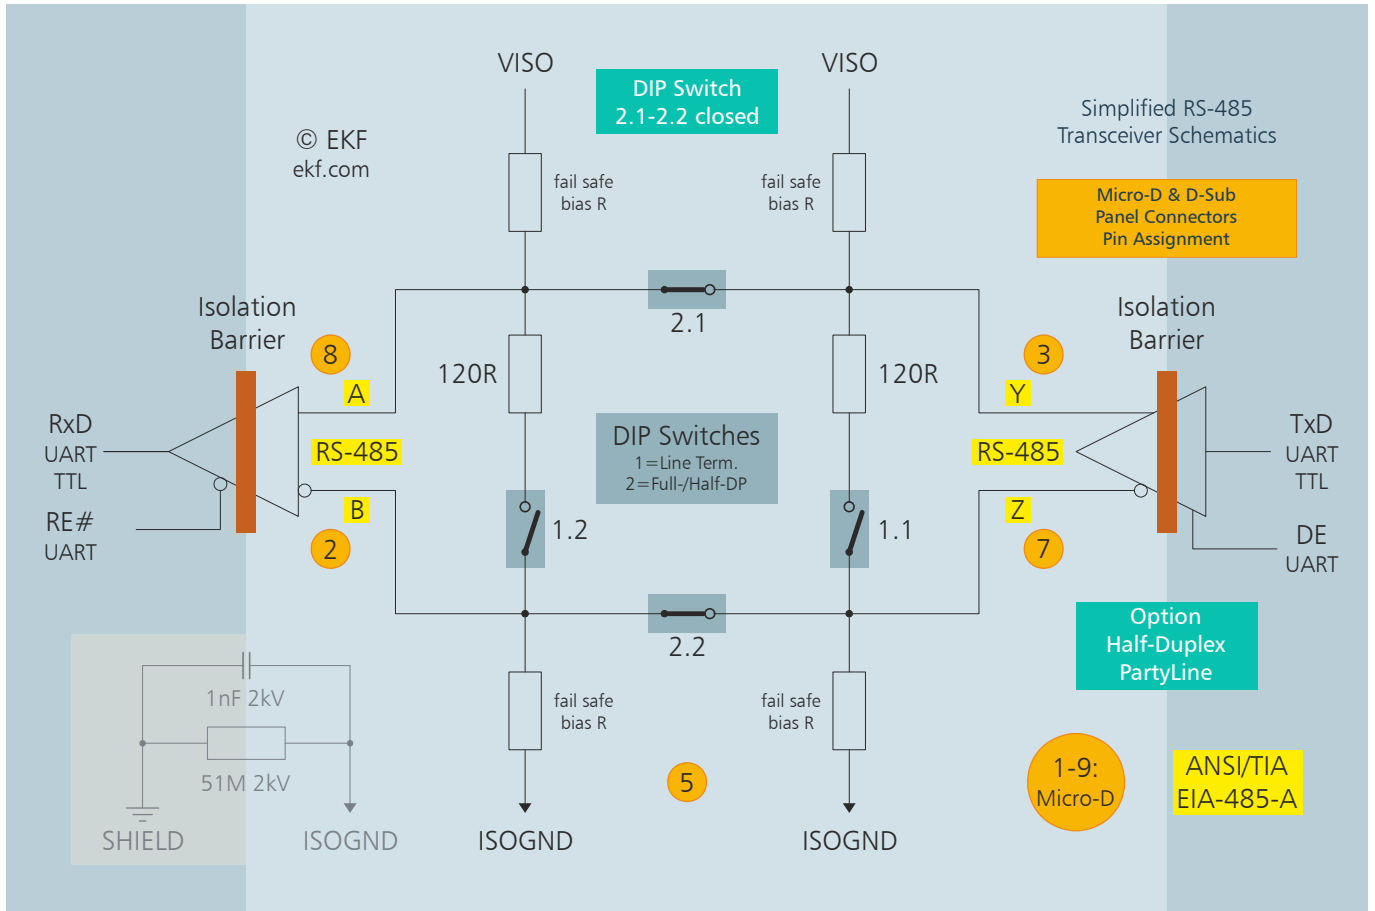 VISO
VISO
DIP Switch
2.1-2.2 closed
Simplified RS-485
Transceiver Schematics
© EKF
ekf.com
fail safe
bias R
fail safe
bias R
Micro-D & D-Sub
Panel Connectors
Pin Assignment
Isolation
Barrier
2.1
Isolation
Barrier
8
3
120R
120R
A
Y
RxD
UART
TTL
RS-485
DIP Switches
1=Line Term.
2=Full-/Half-DP
RS-485
TxD
UART
TTL
B
Z
RE#
UART
1.2
1.1
DE
UART
2
7
2.2
Option
Half-Duplex
PartyLine
1nF 2kV
fail safe
bias R
fail safe
bias R
51M 2kV
5
1-9:
Micro-D
ANSI/TIA
EIA-485-A
SHIELD
ISOGND
ISOGND
ISOGND